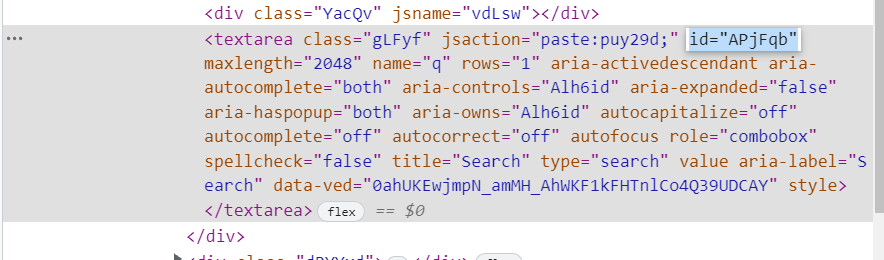 <div class="YacQv" jsname="vdLsw"></div>
••• <textarea class="gLFyf" jsaction="paste:puy29d;" id="APjFqb"
maxlength="2048" name="q" rows="1" aria-activedescendant aria-
autocomplete="both" aria-controls="Alh6id" aria-expanded="false"
aria-haspopup="both" aria-owns="Alh6id" autocapitalize="off"
autocomplete="off" autocorrect="off" autofocus role="combobox"
spellcheck="false" title="Search" type="search" value aria-label="S
earch" data-ved="0ahUKEwjmpN_amMH_AhWKF1kFHTnlCo4Q39UDCAY" style>
</textarea> flex == $0
</div>